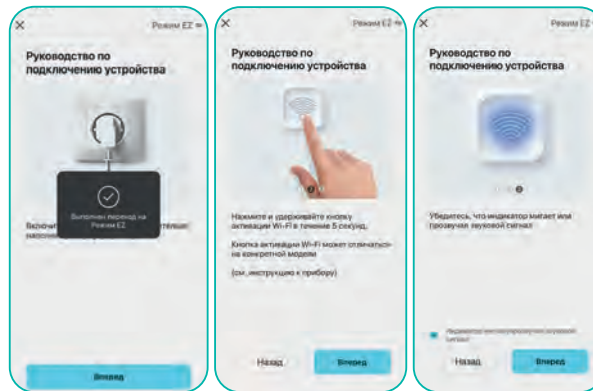 Режим EZ
Руководство по
подключению устройства
Выполнен переход на
Режим EZ
Вперед
Режим EZ
Руководство по
подключению устройства
Нажмите и удерживайте кнопку
активации Wi-Fi в течение 5 секунд.
Кнопка активации Wi-Fi может отличаться
на конкретной модели
(см. инструкцию к прибору)
Назад
Вперед
Режим EZ
Руководство по
подключению устройства
Убедитесь, что индикатор мигает или
прозвучал звуковой сигнал
Назад
Вперед